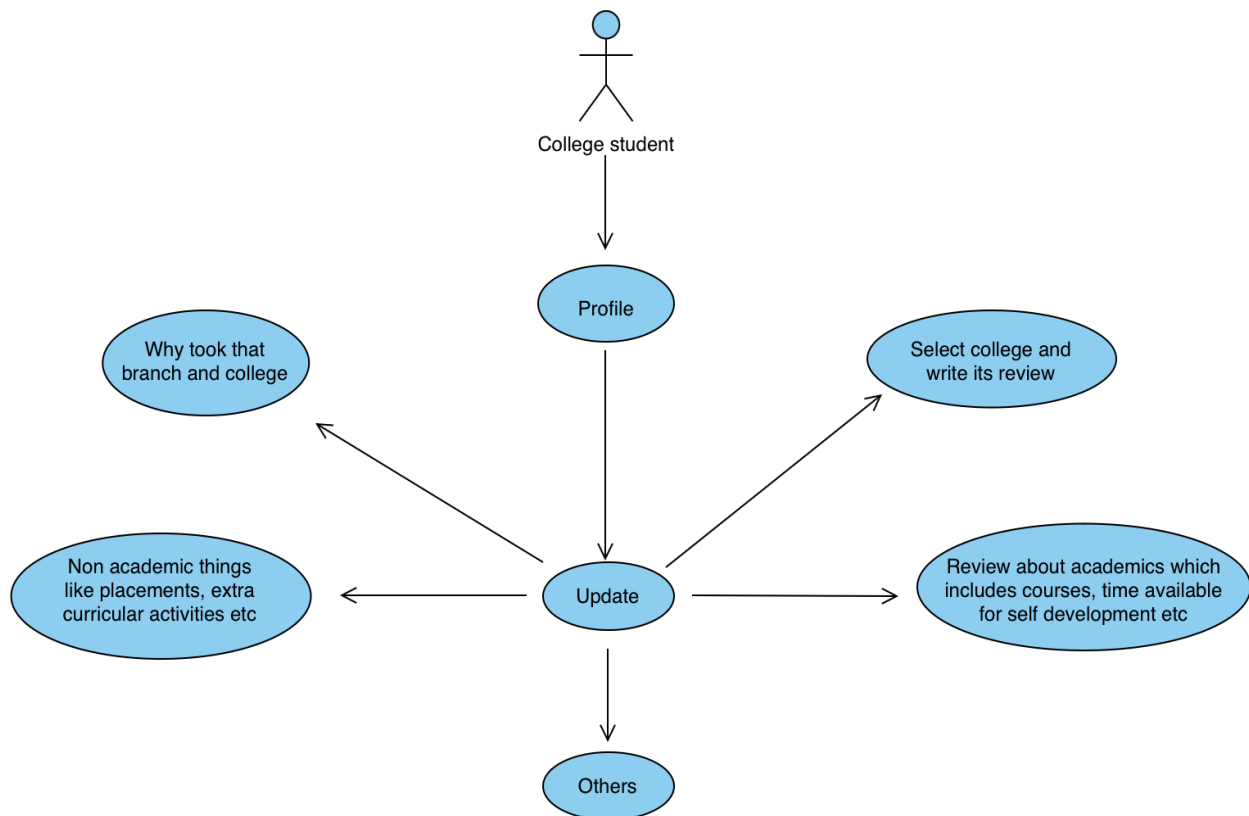 College student
Profile
Why took that
branch and college
Select college and
write its review
Non academic things
like placements, extra
curricular activities etc
Update
Review about academics which
includes courses, time available
for self development etc
Others